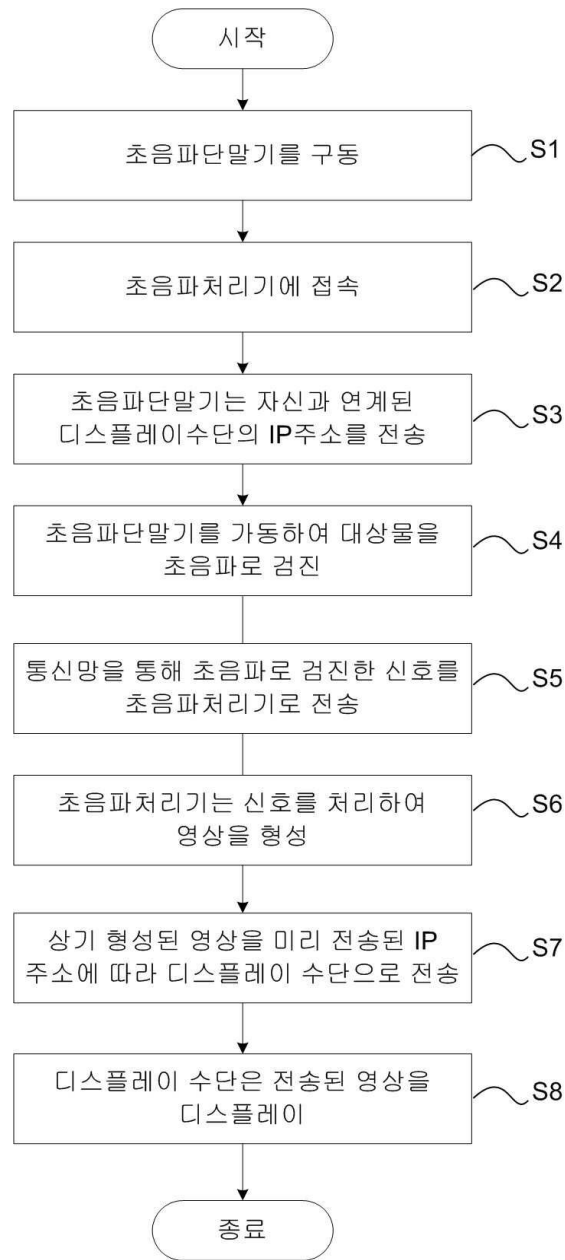 시작
초음파단말기를 구동
S1
초음파처리기에 접속
S2
초음파단말기는 자신과 연계된
디스플레이수단의 IP주소를 전송
S3
초음파단말기를 가동하여 대상물을
초음파로 검진
S4
통신망을 통해 초음파로 검진한 신호를
초음파처리기로 전송
S5
초음파처리기는 신호를 처리하여
영상을 형성
S6
상기 형성된 영상을 미리 전송된 IP
주소에 따라 디스플레이 수단으로 전송
S7
디스플레이 수단은 전송된 영상을
디스플레이
S8
종료